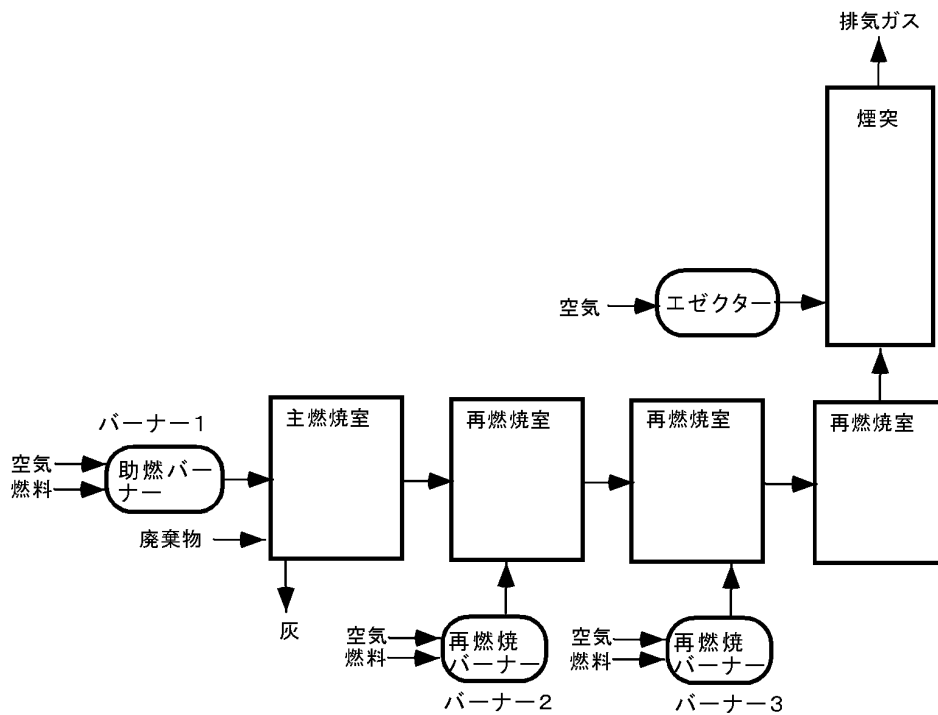 排気ガス
煙突
空気
エゼクター
バーナー1
空気
燃料
助燃バー
ナー
廃棄物
主燃焼室
再燃焼室
再燃焼室
再燃焼室
灰
空気
燃料
再燃焼
バーナー
バーナー2
空気
燃料
再燃焼
バーナー
バーナー3